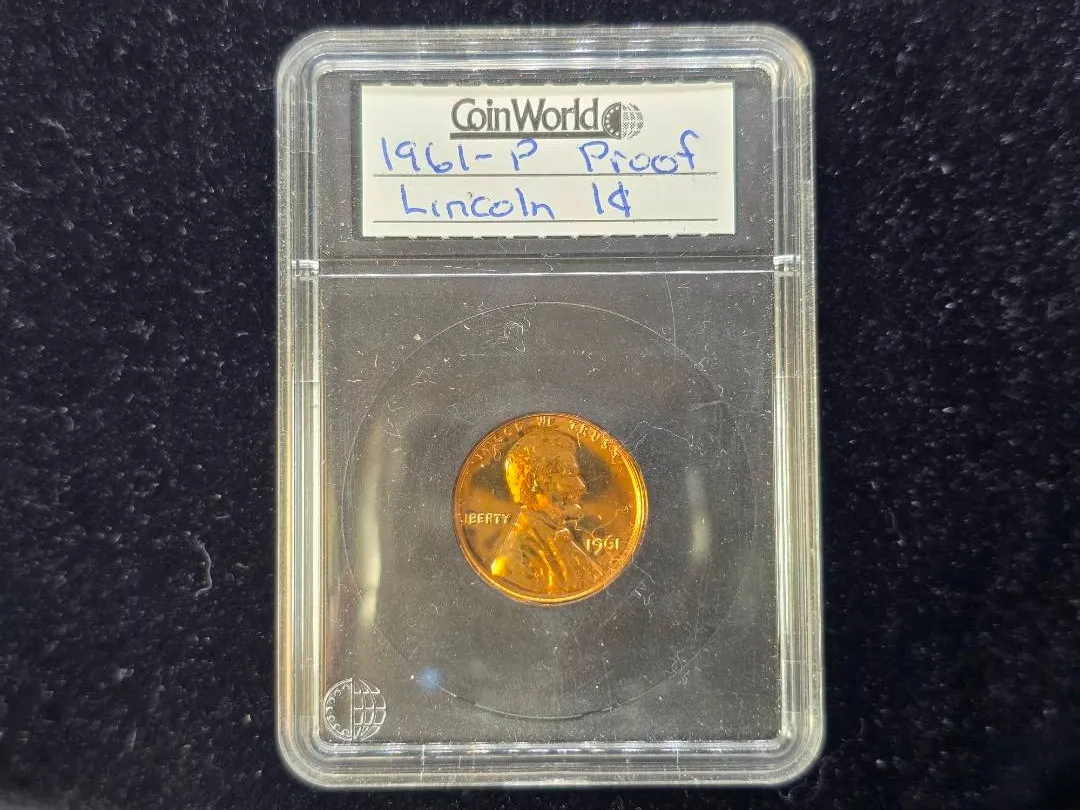 CoinWorld
1961-P Proof
Lincoln 1¢
IN GOD WE TRUST
LIBERTY
1961